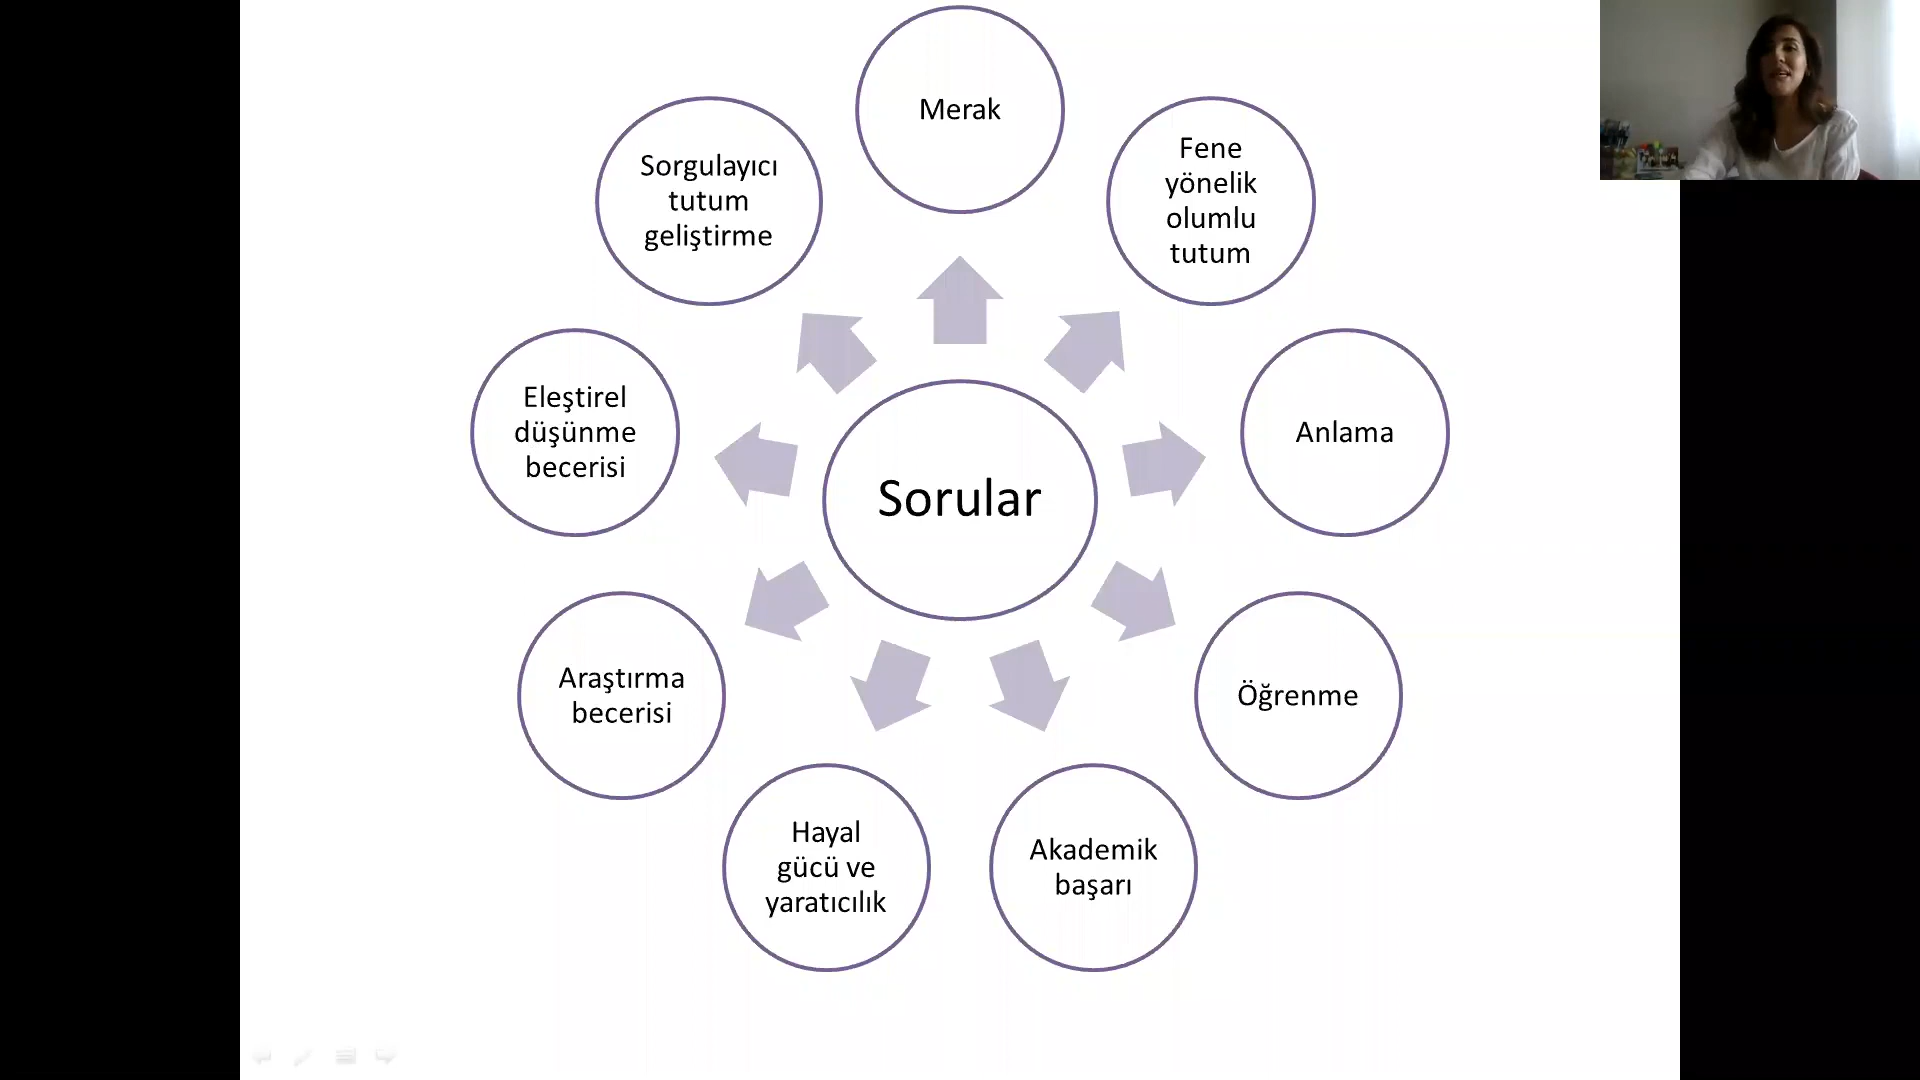 Merak
Fene
yönelik
olumlu
tutum
Anlama
Öğrenme
Akademik
başarı
Hayal
gücü ve
yaratıcılık
Araştırma
becerisi
Eleştirel
düşünme
becerisi
Sorgulayıcı
tutum
geliştirme
Sorular